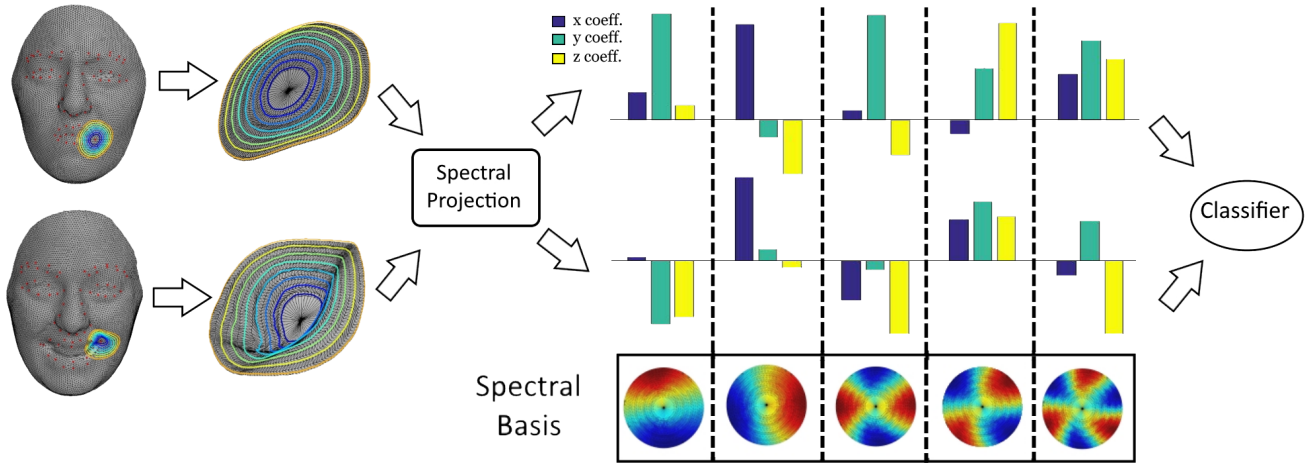 x coeff.
y coeff.
z coeff.
Spectral
Projection
Classifier
Spectral
Basis